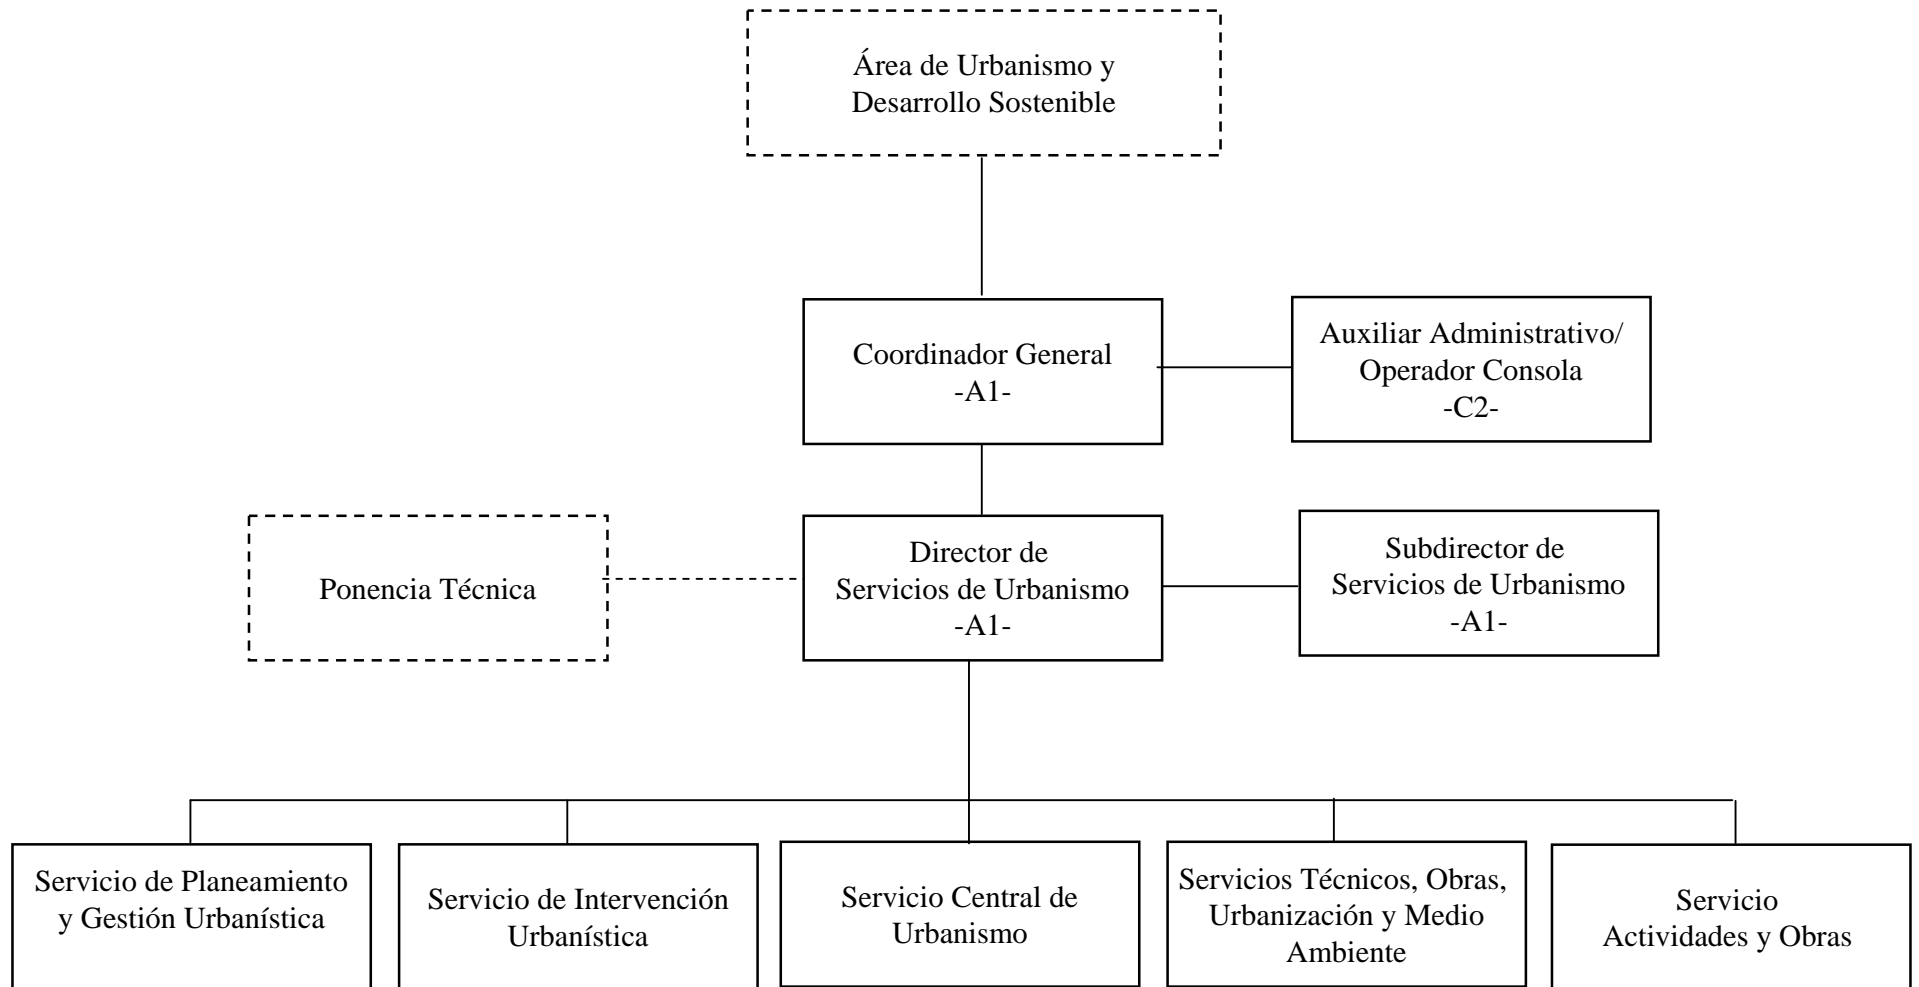 Área de Urbanismo y
Desarrollo Sostenible
Coordinador General
-A1-
Auxiliar Administrativo/
Operador Consola
-C2-
Ponencia Técnica
Director de
Servicios de Urbanismo
-A1-
Subdirector de
Servicios de Urbanismo
-A1-
Servicio de Planeamiento
y Gestión Urbanística
Servicio de Intervención
Urbanística
Servicio Central de
Urbanismo
Servicios Técnicos, Obras,
Urbanización y Medio
Ambiente
Servicio
Actividades y Obras